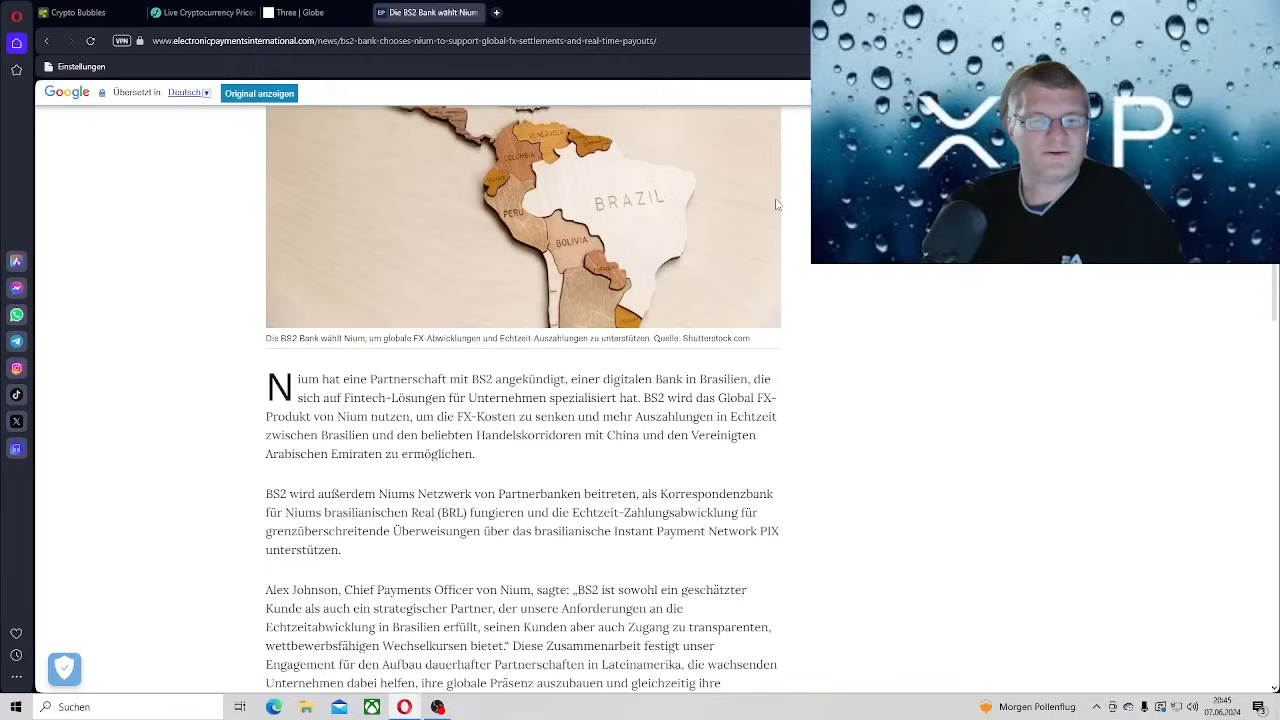 Crypto Bubbles
Live Cryptocurrency Prices
Three | Globe
EP Die BS2 Bank wählt Nium
VPN
www.electronicpaymentsinternational.com/news/bs2-bank-chooses-nium-to-support-global-fx-settlements-and-real-time-payouts/
Einstellungen
Google Übersetzt in: Deutsch Original anzeigen
XRP
VENEZUELA
COLOMBIA
BRAZIL
PERU
BOLIVIA
Die BS2 Bank wählt Nium, um globale FX-Abwicklungen und Echtzeit-Auszahlungen zu unterstützen. Quelle: Shutterstock.com
Nium hat eine Partnerschaft mit BS2 angekündigt, einer digitalen Bank in Brasilien, die
sich auf Fintech-Lösungen für Unternehmen spezialisiert hat. BS2 wird das Global FX-
Produkt von Nium nutzen, um die FX-Kosten zu senken und mehr Auszahlungen in Echtzeit
zwischen Brasilien und den beliebten Handelskorridoren mit China und den Vereinigten
Arabischen Emiraten zu ermöglichen.
BS2 wird außerdem Niums Netzwerk von Partnerbanken beitreten, als Korrespondenzbank
für Niums brasilianischen Real (BRL) fungieren und die Echtzeit-Zahlungsabwicklung für
grenzüberschreitende Überweisungen über das brasilianische Instant Payment Network PIX
unterstützen.
Alex Johnson, Chief Payments Officer von Nium, sagte: „BS2 ist sowohl ein geschätzter
Kunde als auch ein strategischer Partner, der unsere Anforderungen an die
Echtzeitabwicklung in Brasilien erfüllt, seinen Kunden aber auch Zugang zu transparenten,
wettbewerbsfähigen Wechselkursen bietet.“ Diese Zusammenarbeit festigt unser
Engagement für den Aufbau dauerhafter Partnerschaften in Lateinamerika, die wachsenden
Unternehmen dabei helfen, ihre globale Präsenz auszubauen und gleichzeitig ihre
Suchen
Morgen Pollenflug
20:45
07.06.2024